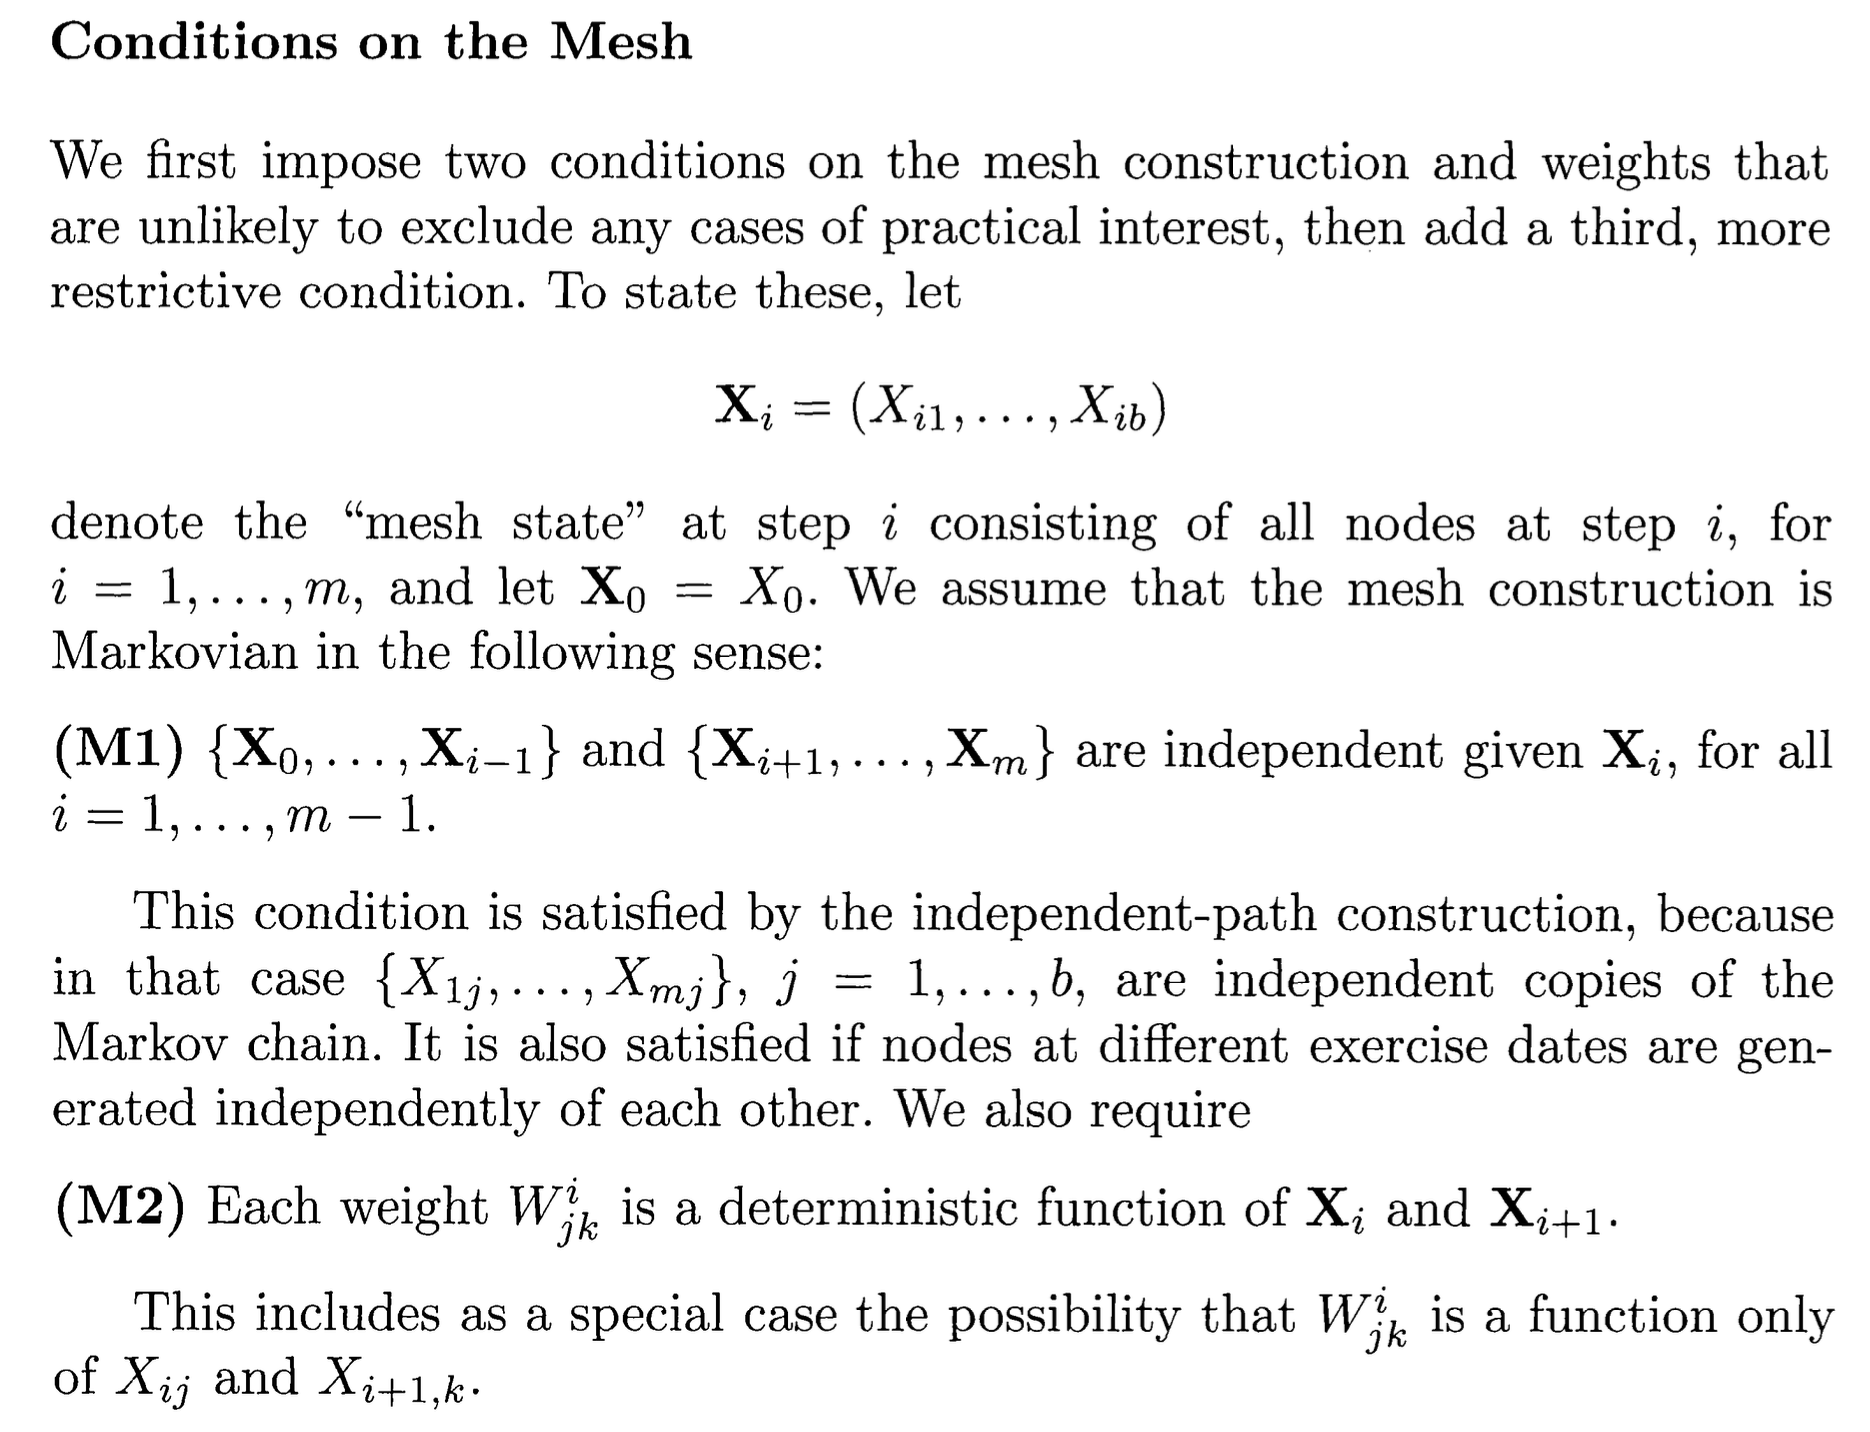 Conditions on the Mesh
We first impose two conditions on the mesh construction and weights that
are unlikely to exclude any cases of practical interest, then add a third, more
restrictive condition. To state these, let
$\mathbf{X}_i = (X_{i1}, \ldots, X_{ib})$
denote the “mesh state” at step $i$ consisting of all nodes at step $i$, for
$i = 1, \ldots, m$, and let $\mathbf{X}_0 = X_0$. We assume that the mesh construction is
Markovian in the following sense:
(M1) $\{\mathbf{X}_0, \ldots, \mathbf{X}_{i-1}\}$ and $\{\mathbf{X}_{i+1}, \ldots, \mathbf{X}_m\}$ are independent given $\mathbf{X}_i$, for all
$i = 1, \ldots, m - 1$.
This condition is satisfied by the independent-path construction, because
in that case $\{X_{1j}, \ldots, X_{mj}\}$, $j = 1, \ldots, b$, are independent copies of the
Markov chain. It is also satisfied if nodes at different exercise dates are gen-
erated independently of each other. We also require
(M2) Each weight $W^i_{jk}$ is a deterministic function of $\mathbf{X}_i$ and $\mathbf{X}_{i+1}$.
This includes as a special case the possibility that $W^i_{jk}$ is a function only
of $X_{ij}$ and $X_{i+1,k}$.